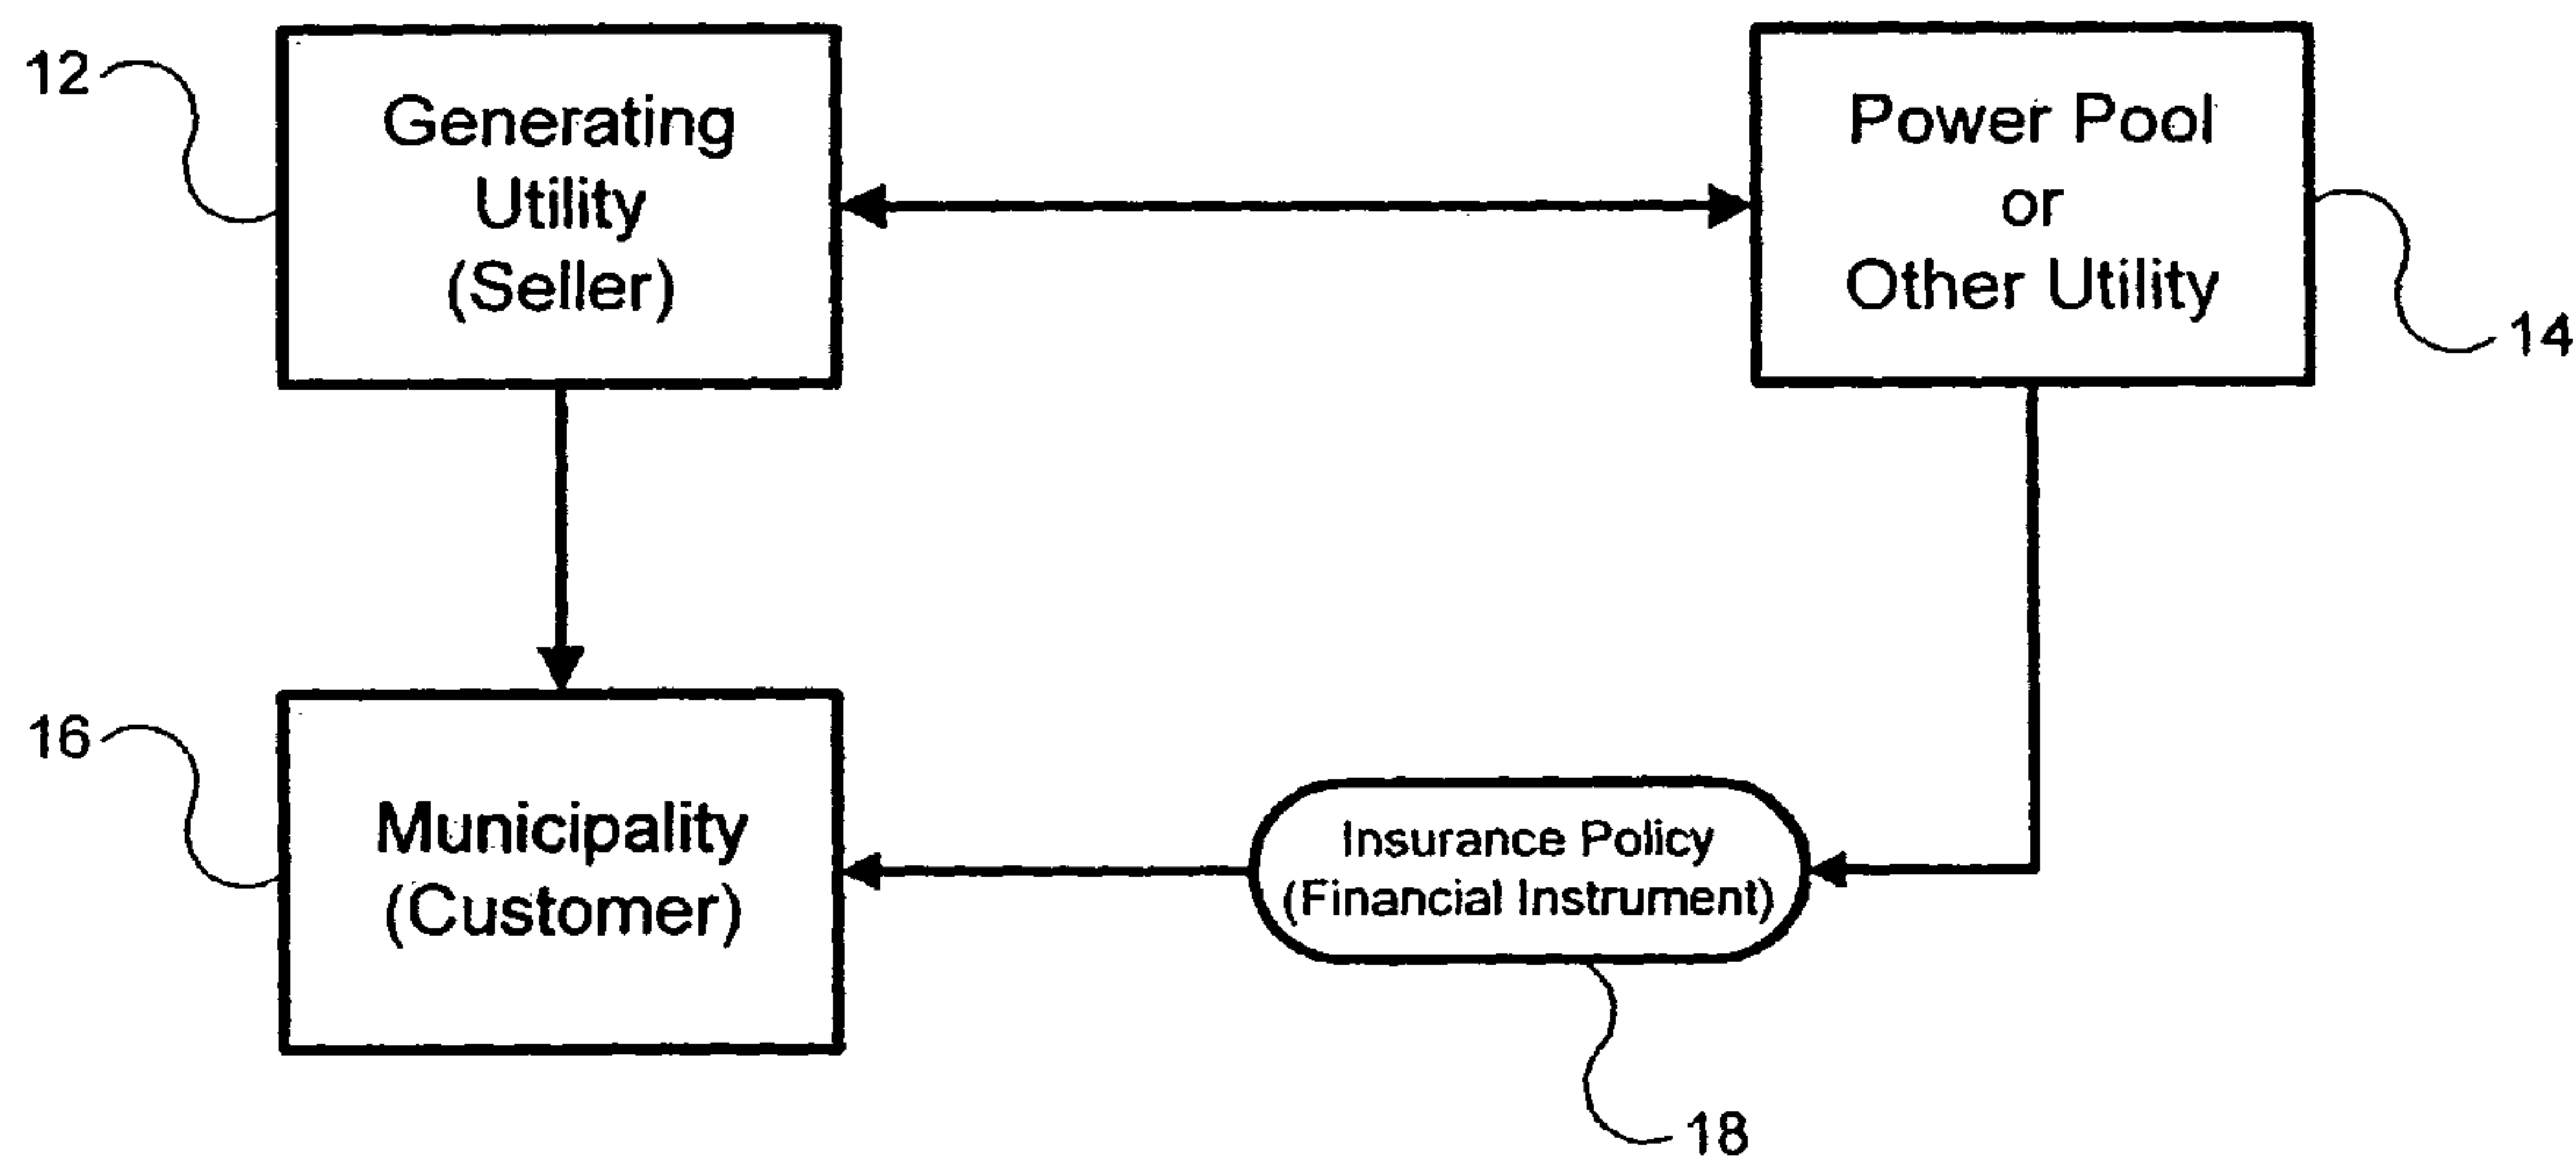 12
Generating
Utility
(Seller)
Power Pool
or
Other Utility
14
16
Municipality
(Customer)
Insurance Policy
(Financial Instrument)
18